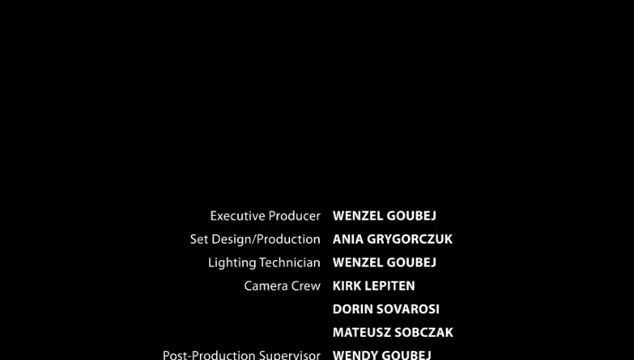 Executive Producer WENZEL GOUBEJ
Set Design/Production ANIA GRYGORCZUK
Lighting Technician WENZEL GOUBEJ
Camera Crew KIRK LEPITEN
DORIN SOVAROSI
MATEUSZ SOBCZAK
Post-Production Supervisor WENDY GOUBEJ